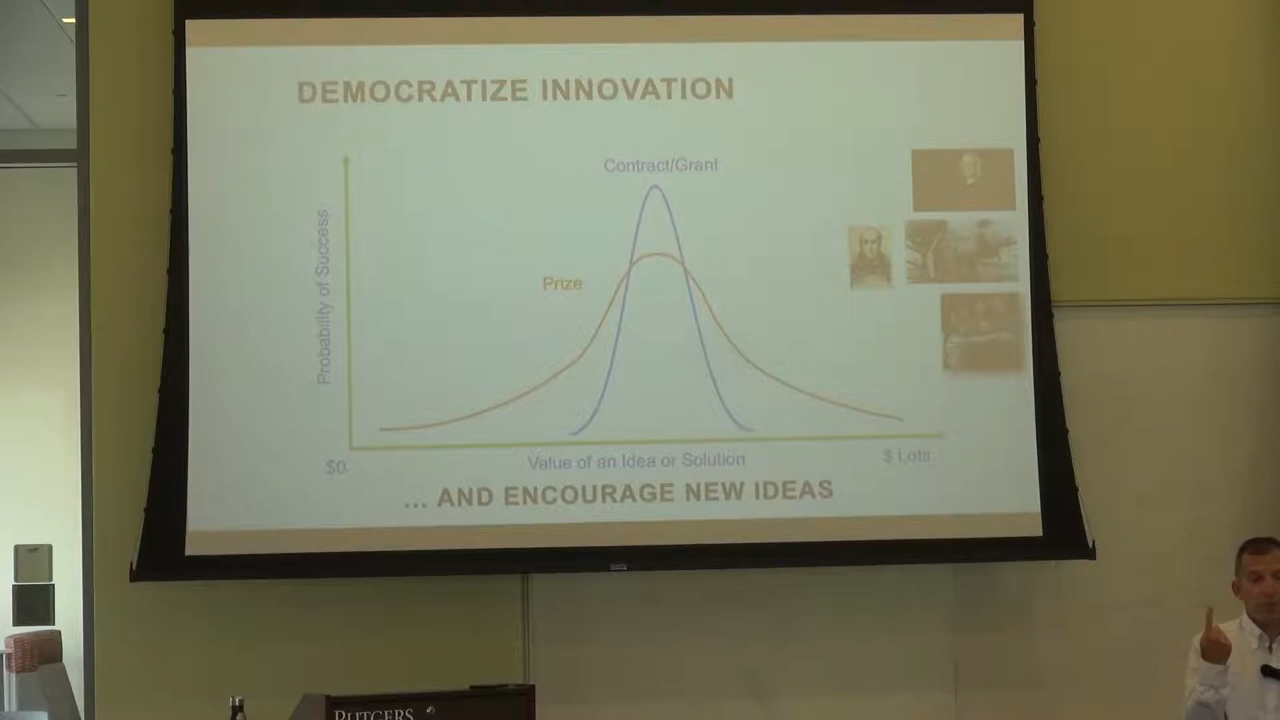 DEMOCRATIZE INNOVATION
Contract/Grant
Prize
Probability of Success
$0
Value of an Idea or Solution
$ Lots
... AND ENCOURAGE NEW IDEAS
RUTGERS